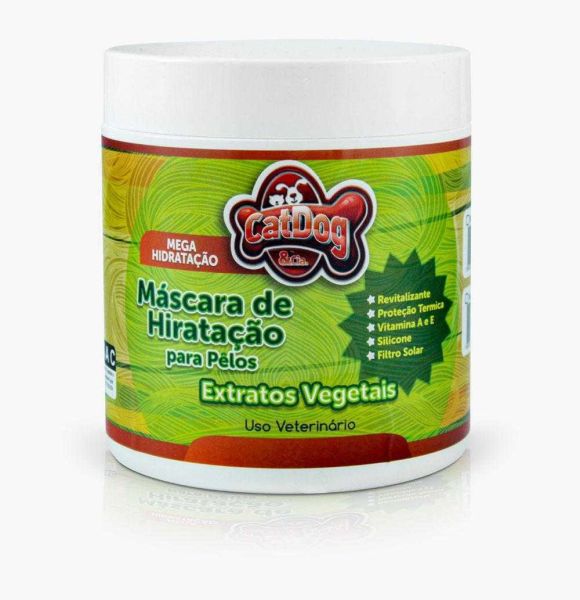 CatDog
&Cia.
MEGA
HIDRATAÇÃO
Máscara de
Hiratação
para Pêlos
Revitalizante
Proteção Termica
Vitamina A e E
Silicone
Filtro Solar
Extratos Vegetais
Uso Veterinário
A C